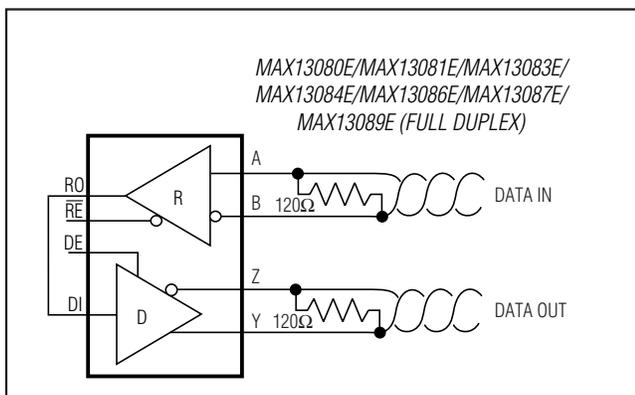 MAX13080E/MAX13081E/MAX13083E/
MAX13084E/MAX13086E/MAX13087E/
MAX13089E (FULL DUPLEX)
A
RO
R
DATA IN
RE
B
120Ω
DE
Z
DI
D
DATA OUT
Y
120Ω